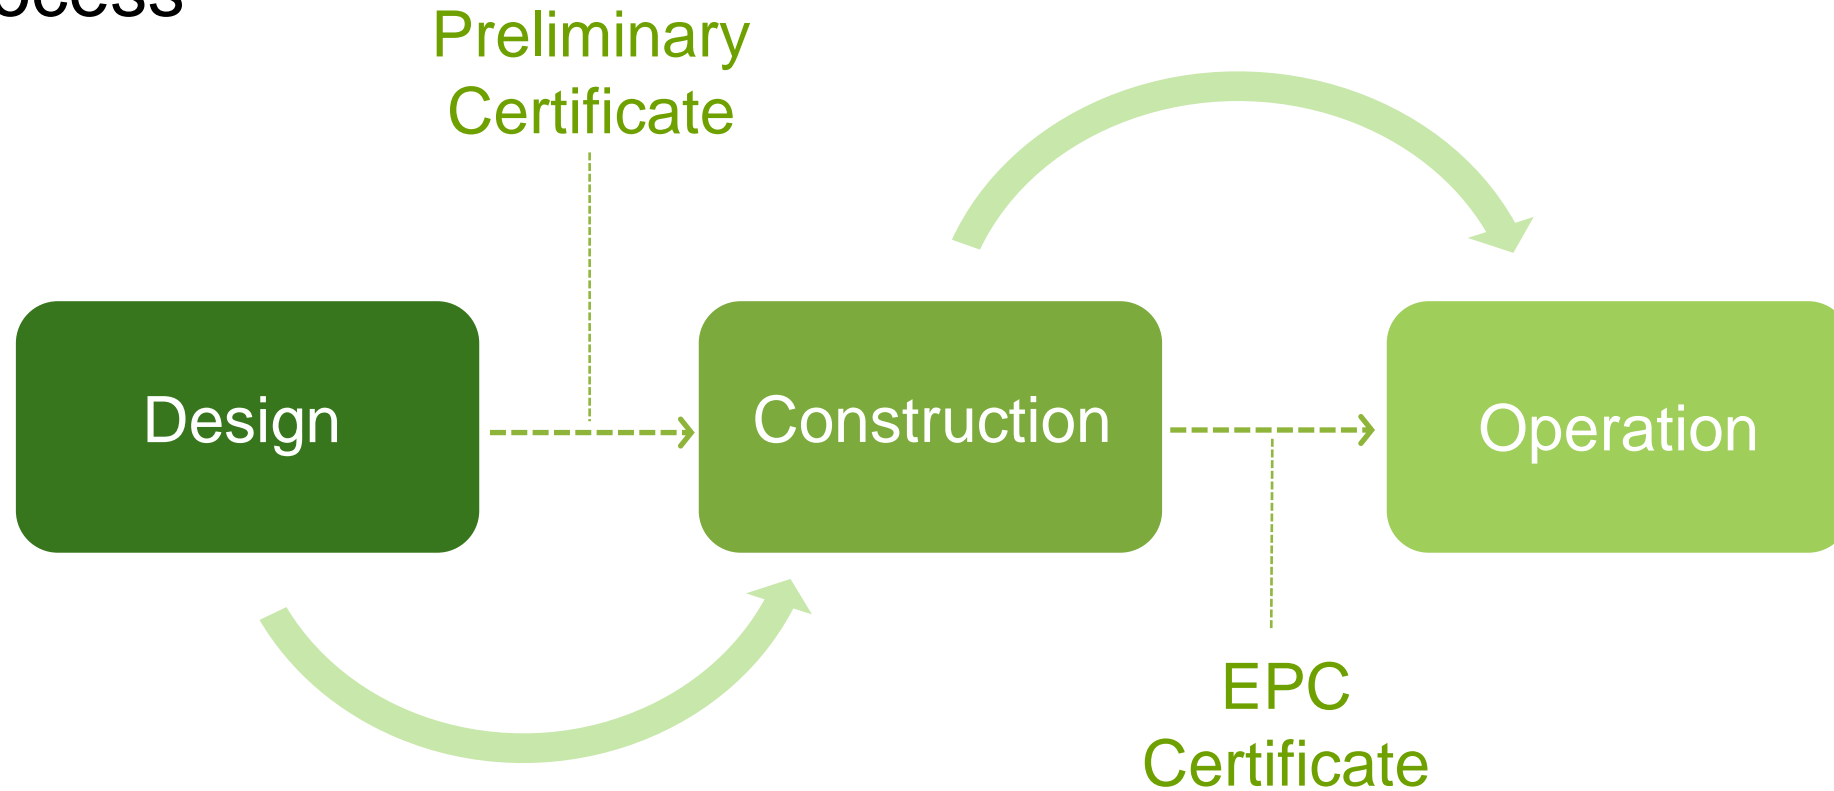 Preliminary
Certificate
Design
Construction
Operation
EPC
Certificate